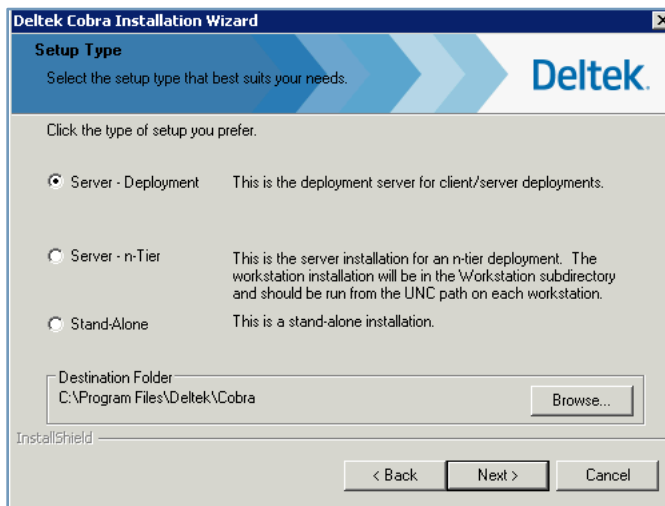 Deltek Cobra Installation Wizard
Setup Type
Select the setup type that best suits your needs.
Deltek.
Click the type of setup you prefer.
Server - Deployment This is the deployment server for client/server deployments.
Server - n-Tier This is the server installation for an n-tier deployment. The
workstation installation will be in the Workstation subdirectory
and should be run from the UNC path on each workstation.
Stand-Alone This is a stand-alone installation.
Destination Folder
C:\Program Files\Deltek\Cobra
Browse...
InstallShield
< Back Next > Cancel